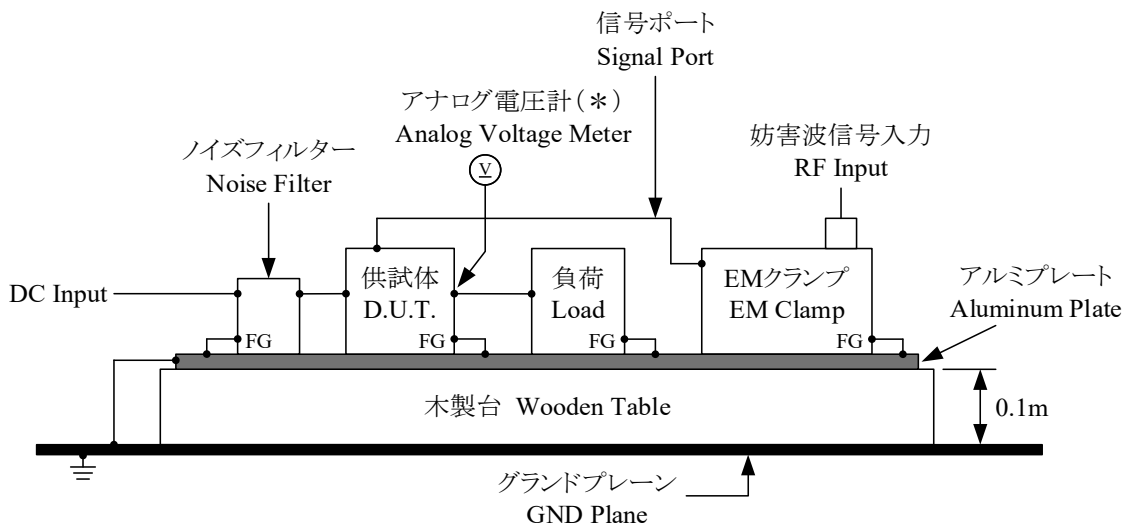 信号ポート
Signal Port
アナログ電圧計(＊)
Analog Voltage Meter
妨害波信号入力
RF Input
ノイズフィルター
Noise Filter
V
DC Input
供試体
D.U.T.
負荷
Load
EMクランプ
EM Clamp
アルミプレート
Aluminum Plate
FG
FG
FG
FG
木製台 Wooden Table
0.1m
グランドプレーン
GND Plane